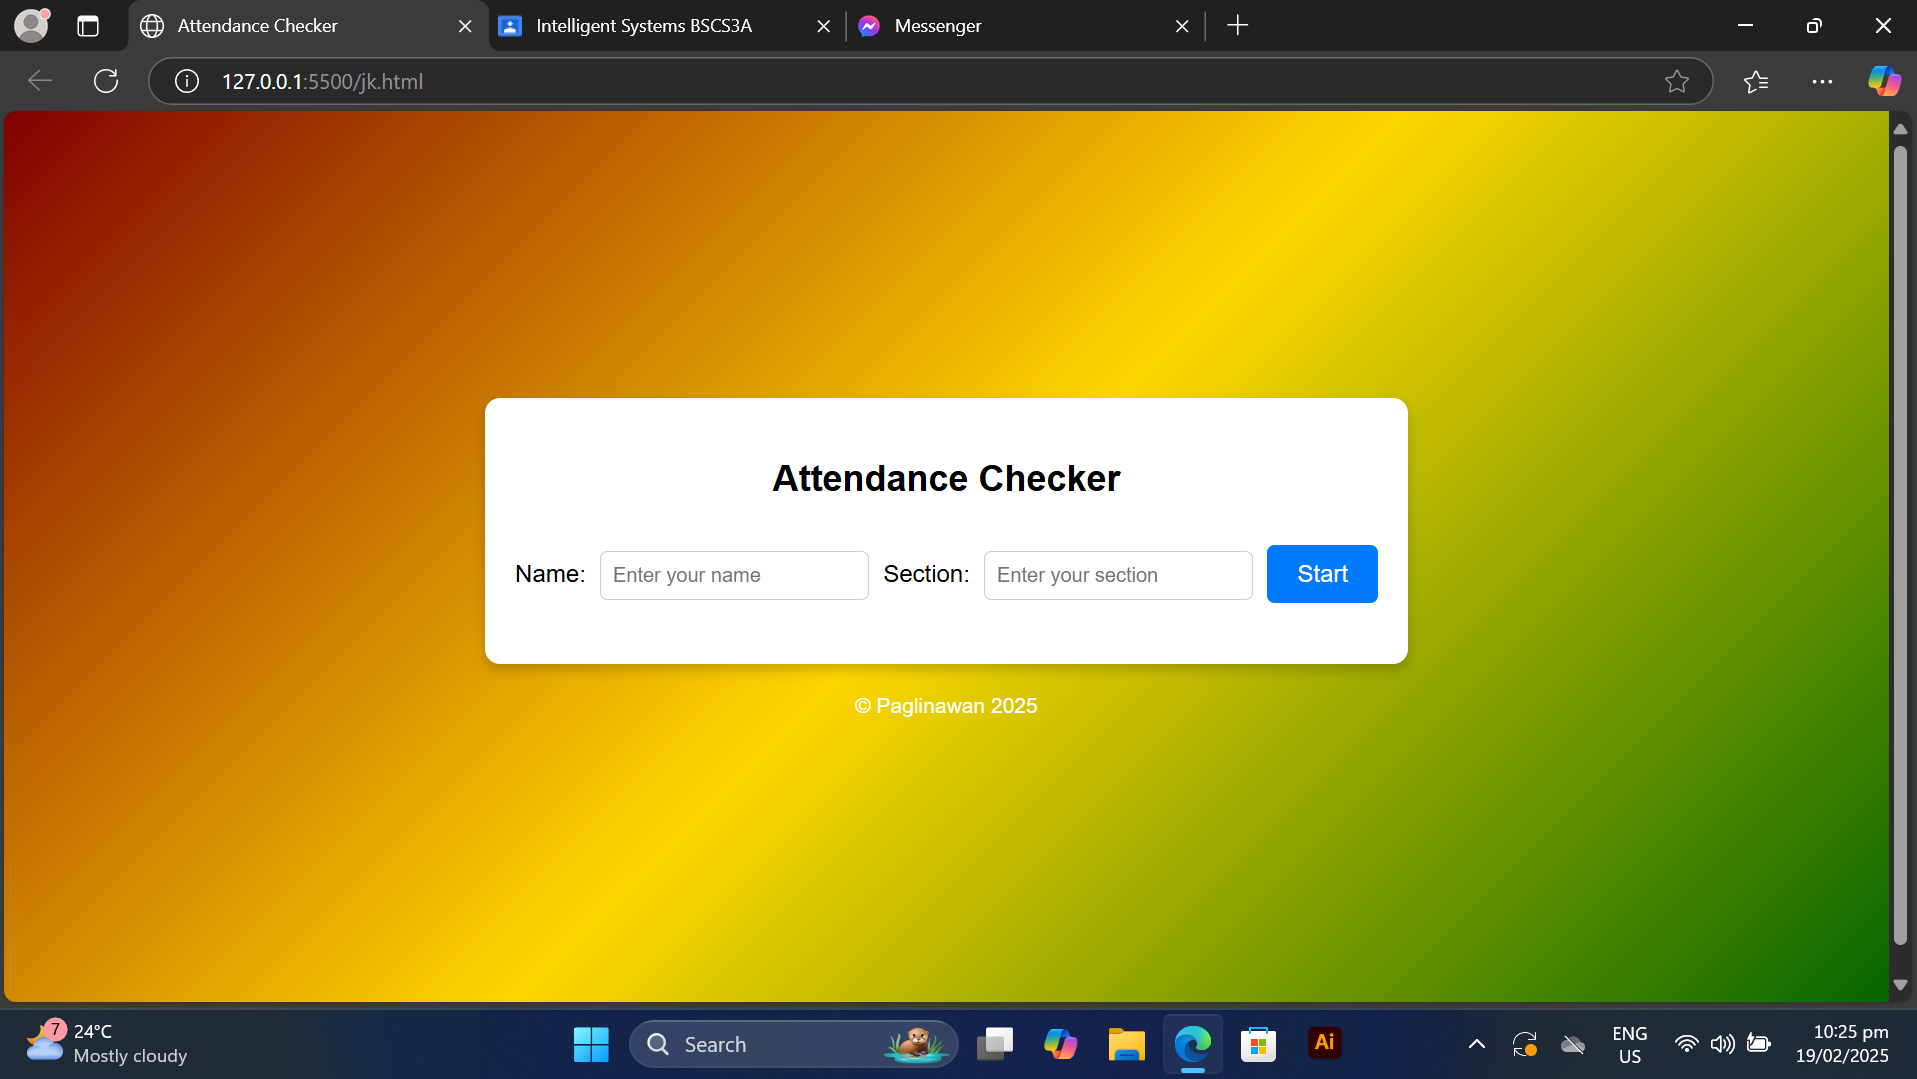 Attendance Checker
Intelligent Systems BSCS3A
Messenger
127.0.0.1:5500/jk.html
Attendance Checker
Name: Enter your name Section: Enter your section Start
© Paglinawan 2025
7
24°C
Mostly cloudy
Search
Ai
ENG
US
10:25 pm
19/02/2025